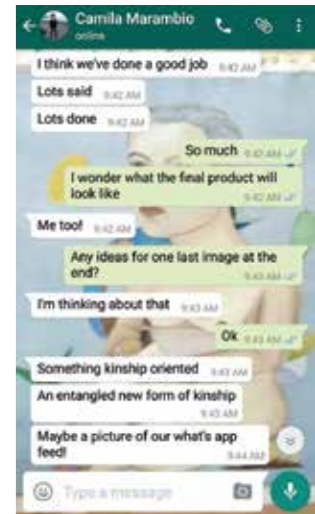 Camila Marambio
online
I think we've done a good job 9:42 AM
Lots said 9:42 AM
Lots done 9:42 AM
So much 9:42 AM
I wonder what the final product will
look like 9:42 AM
Me too! 9:42 AM
Any ideas for one last image at the
end? 9:43 AM
I'm thinking about that 9:43 AM
Ok 9:43 AM
Something kinship oriented 9:43 AM
An entangled new form of kinship
9:43 AM
Maybe a picture of our what's app
feed! 9:44 AM
Type a message